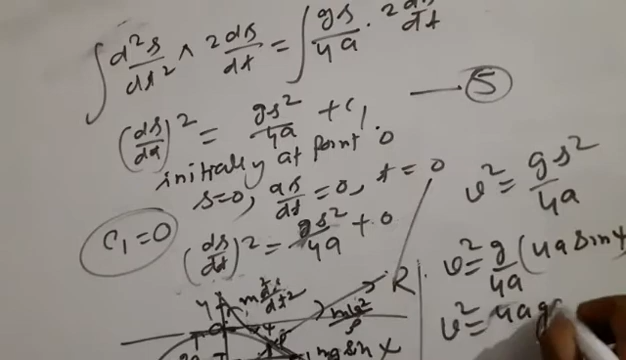 ∫ d²s/dt² × 2 ds/dt = ∫ gs/4a · 2 ds/dt
(ds/dt)² = gs²/4a + C₁ —— (5)
initially at point O
s=0, ds/dt = 0, t = 0
C₁ = 0
(ds/dt)² = gs²/4a + 0
v² = gs²/4a
v² = g/4a (4a sin ψ
v² = 4ag
R
mg sin ψ